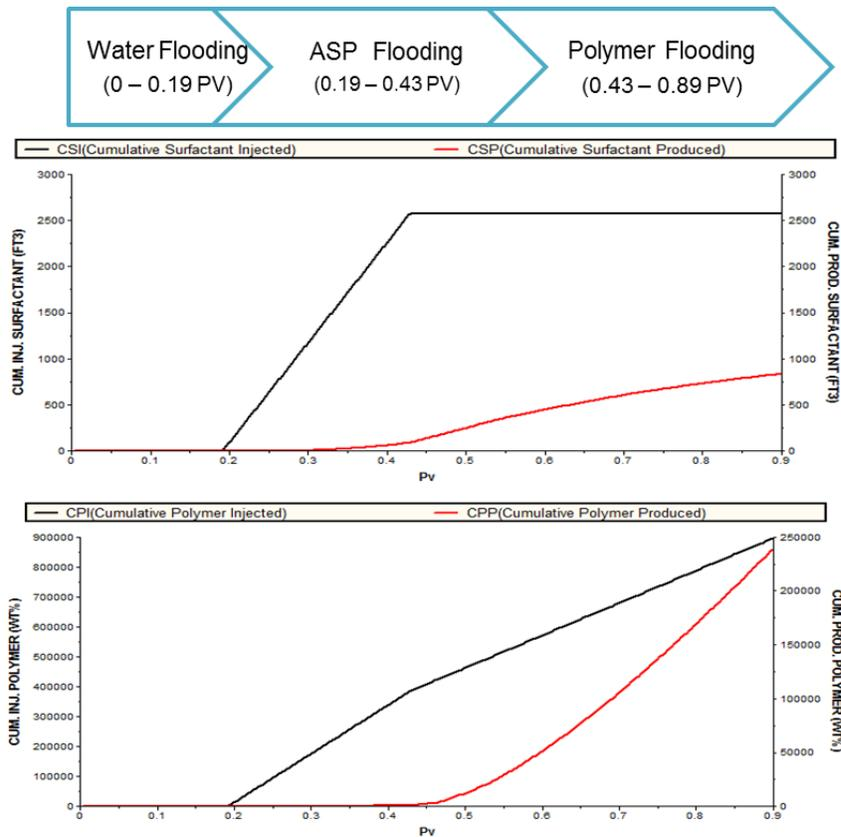 Water Flooding
(0 – 0.19 PV)
ASP Flooding
(0.19 – 0.43 PV)
Polymer Flooding
(0.43 – 0.89 PV)
CSI(Cumulative Surfactant Injected)
CSP(Cumulative Surfactant Produced)
CUM. INJ. SURFACTANT (FT3)
3000
2500
2000
1500
1000
500
0
3000
2500
2000
1500
1000
500
0
CUM. PROD. SURFACTANT (FT3)
0 0.1 0.2 0.3 0.4 0.5 0.6 0.7 0.8 0.9
Pv
CPI(Cumulative Polymer Injected)
CPP(Cumulative Polymer Produced)
CUM. INJ. POLYMER (WT%)
900000
800000
700000
600000
500000
400000
300000
200000
100000
0
250000
200000
150000
100000
50000
0
CUM. PROD. POLYMER (WT%)
0 0.1 0.2 0.3 0.4 0.5 0.6 0.7 0.8 0.9
Pv